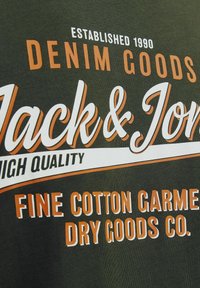 ESTABLISHED 1990
DENIM GOODS
Jack & Jon
HIGH QUALITY
FINE COTTON GARME
DRY GOODS CO.